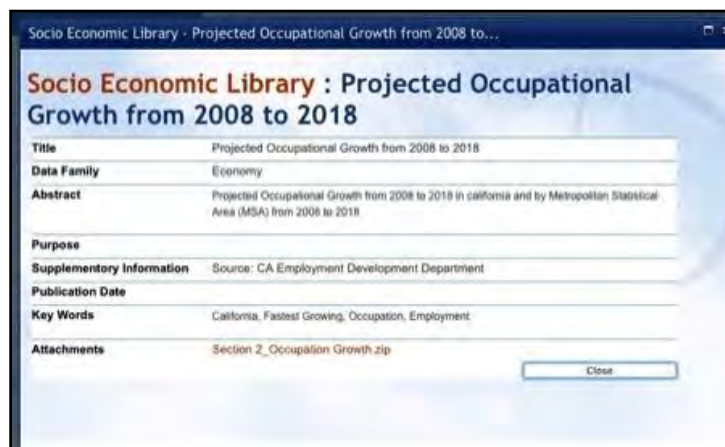 Socio Economic Library - Projected Occupational Growth from 2008 to...
Socio Economic Library : Projected Occupational
Growth from 2008 to 2018
Title Projected Occupational Growth from 2008 to 2018
Data Family Economy
Abstract Projected Occupational Growth from 2008 to 2018 in california and by Metropolitan Statistical
Area (MSA) from 2008 to 2018
Purpose
Supplementary Information Source: CA Employment Development Department
Publication Date
Key Words California, Fastest Growing, Occupation, Employment
Attachments Section 2_Occupation Growth.zip
Close